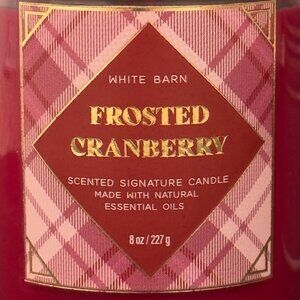 WHITE BARN
FROSTED
CRANBERRY
SCENTED SIGNATURE CANDLE
MADE WITH NATURAL
ESSENTIAL OILS
8 oz / 227 g